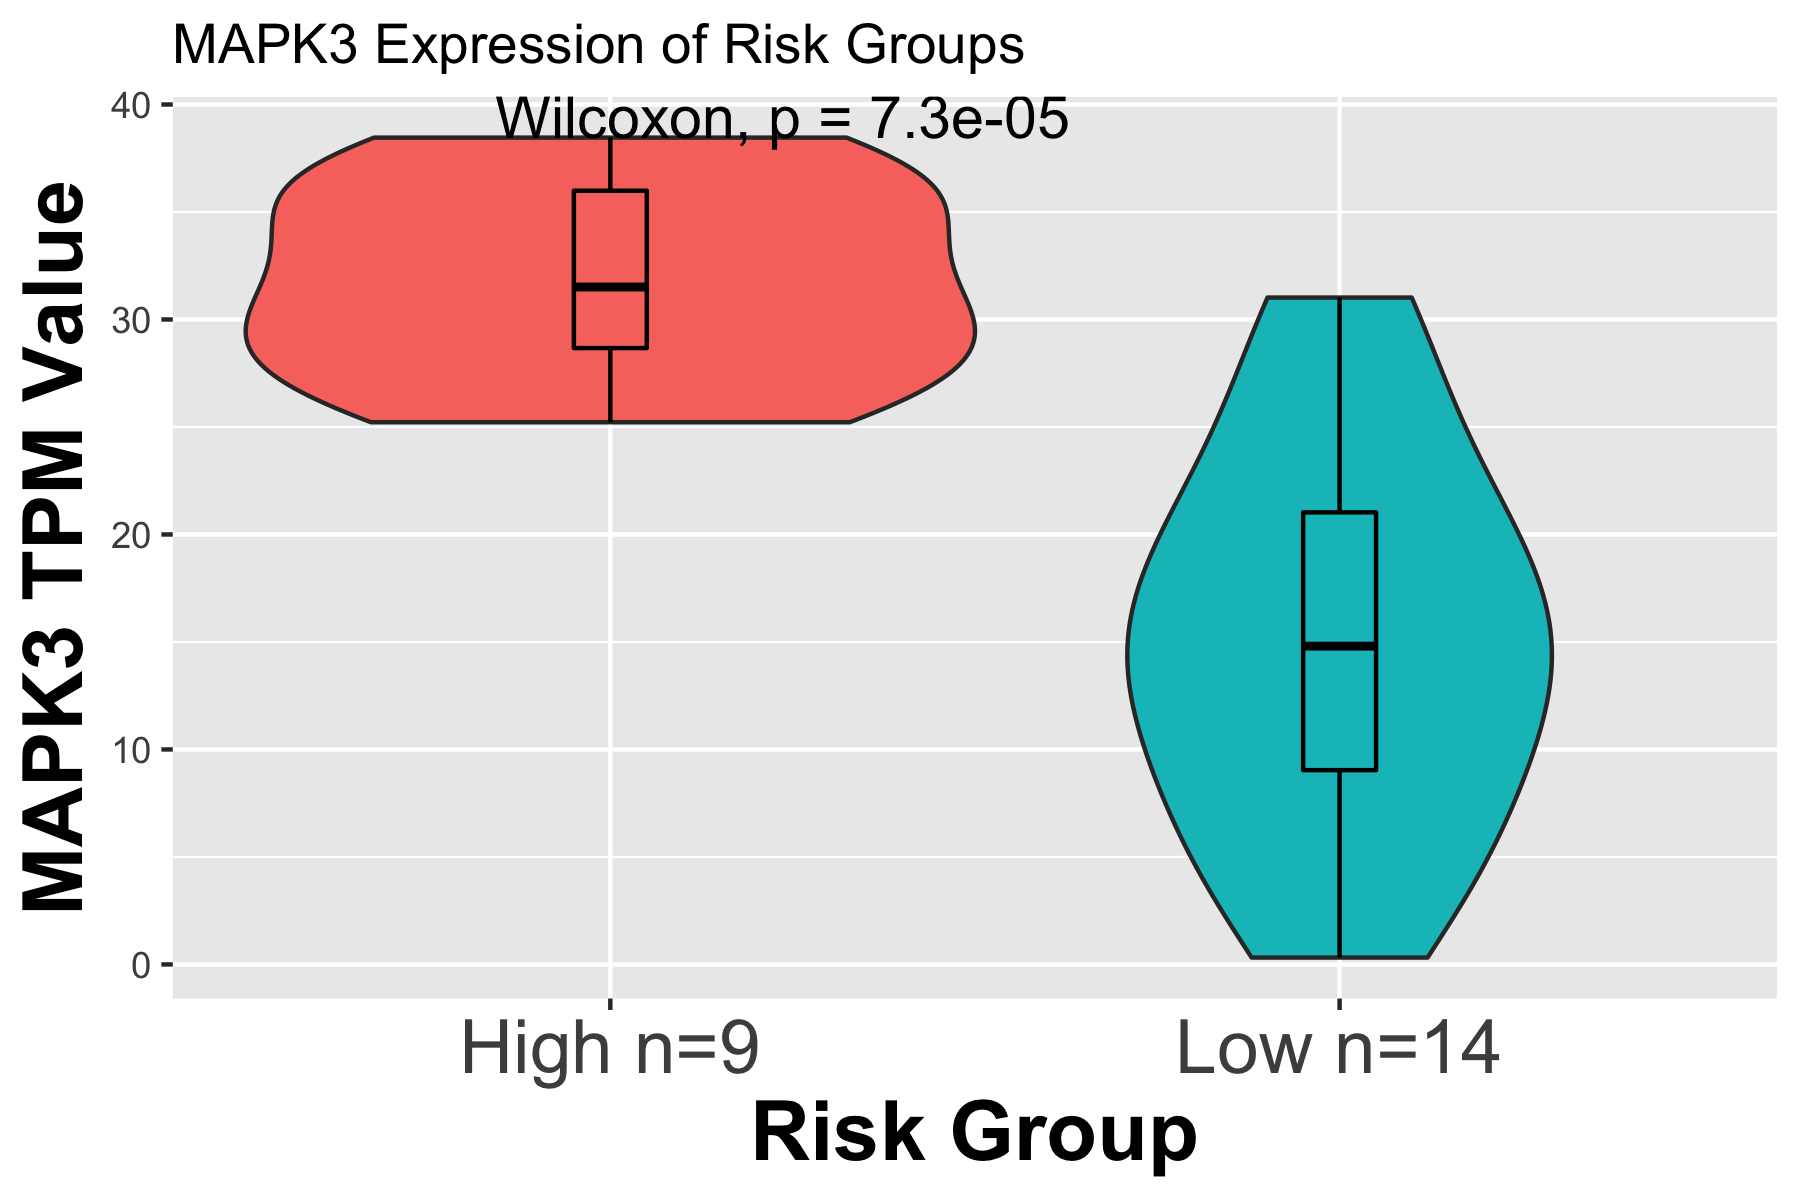 MAPK3 Expression of Risk Groups
Wilcoxon, p = 7.3e-05
MAPK3 TPM Value
40
30
20
10
0
High n=9
Low n=14
Risk Group